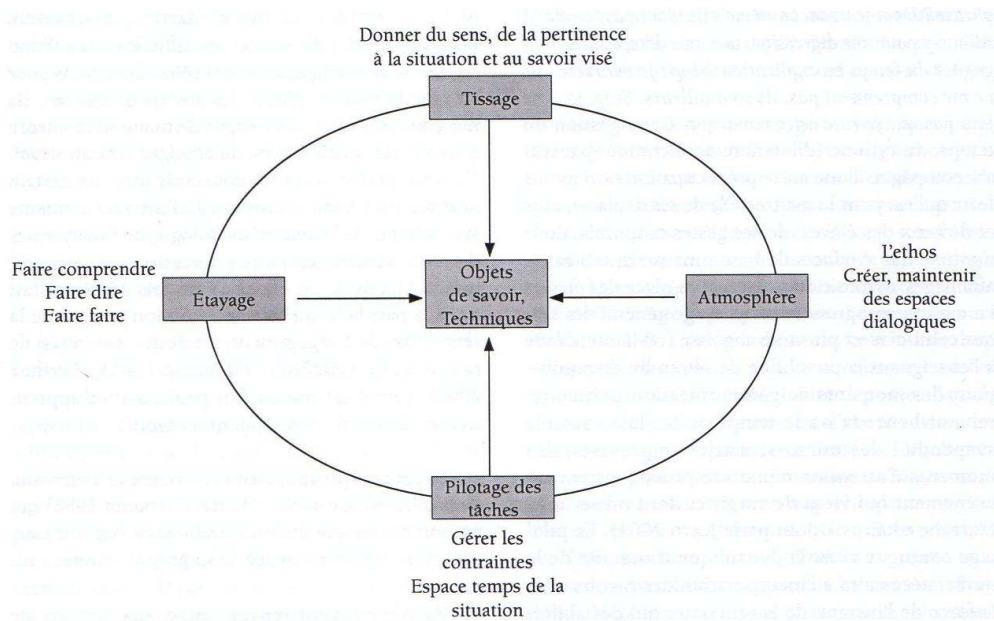 Donner du sens, de la pertinence
à la situation et au savoir visé
Tissage
Faire comprendre
Faire dire
Faire faire
Étayage
Objets
de savoir,
Techniques
Atmosphère
L'ethos
Créer, maintenir
des espaces
dialogiques
Pilotage des
tâches
Gérer les
contraintes
Espace temps de la
situation